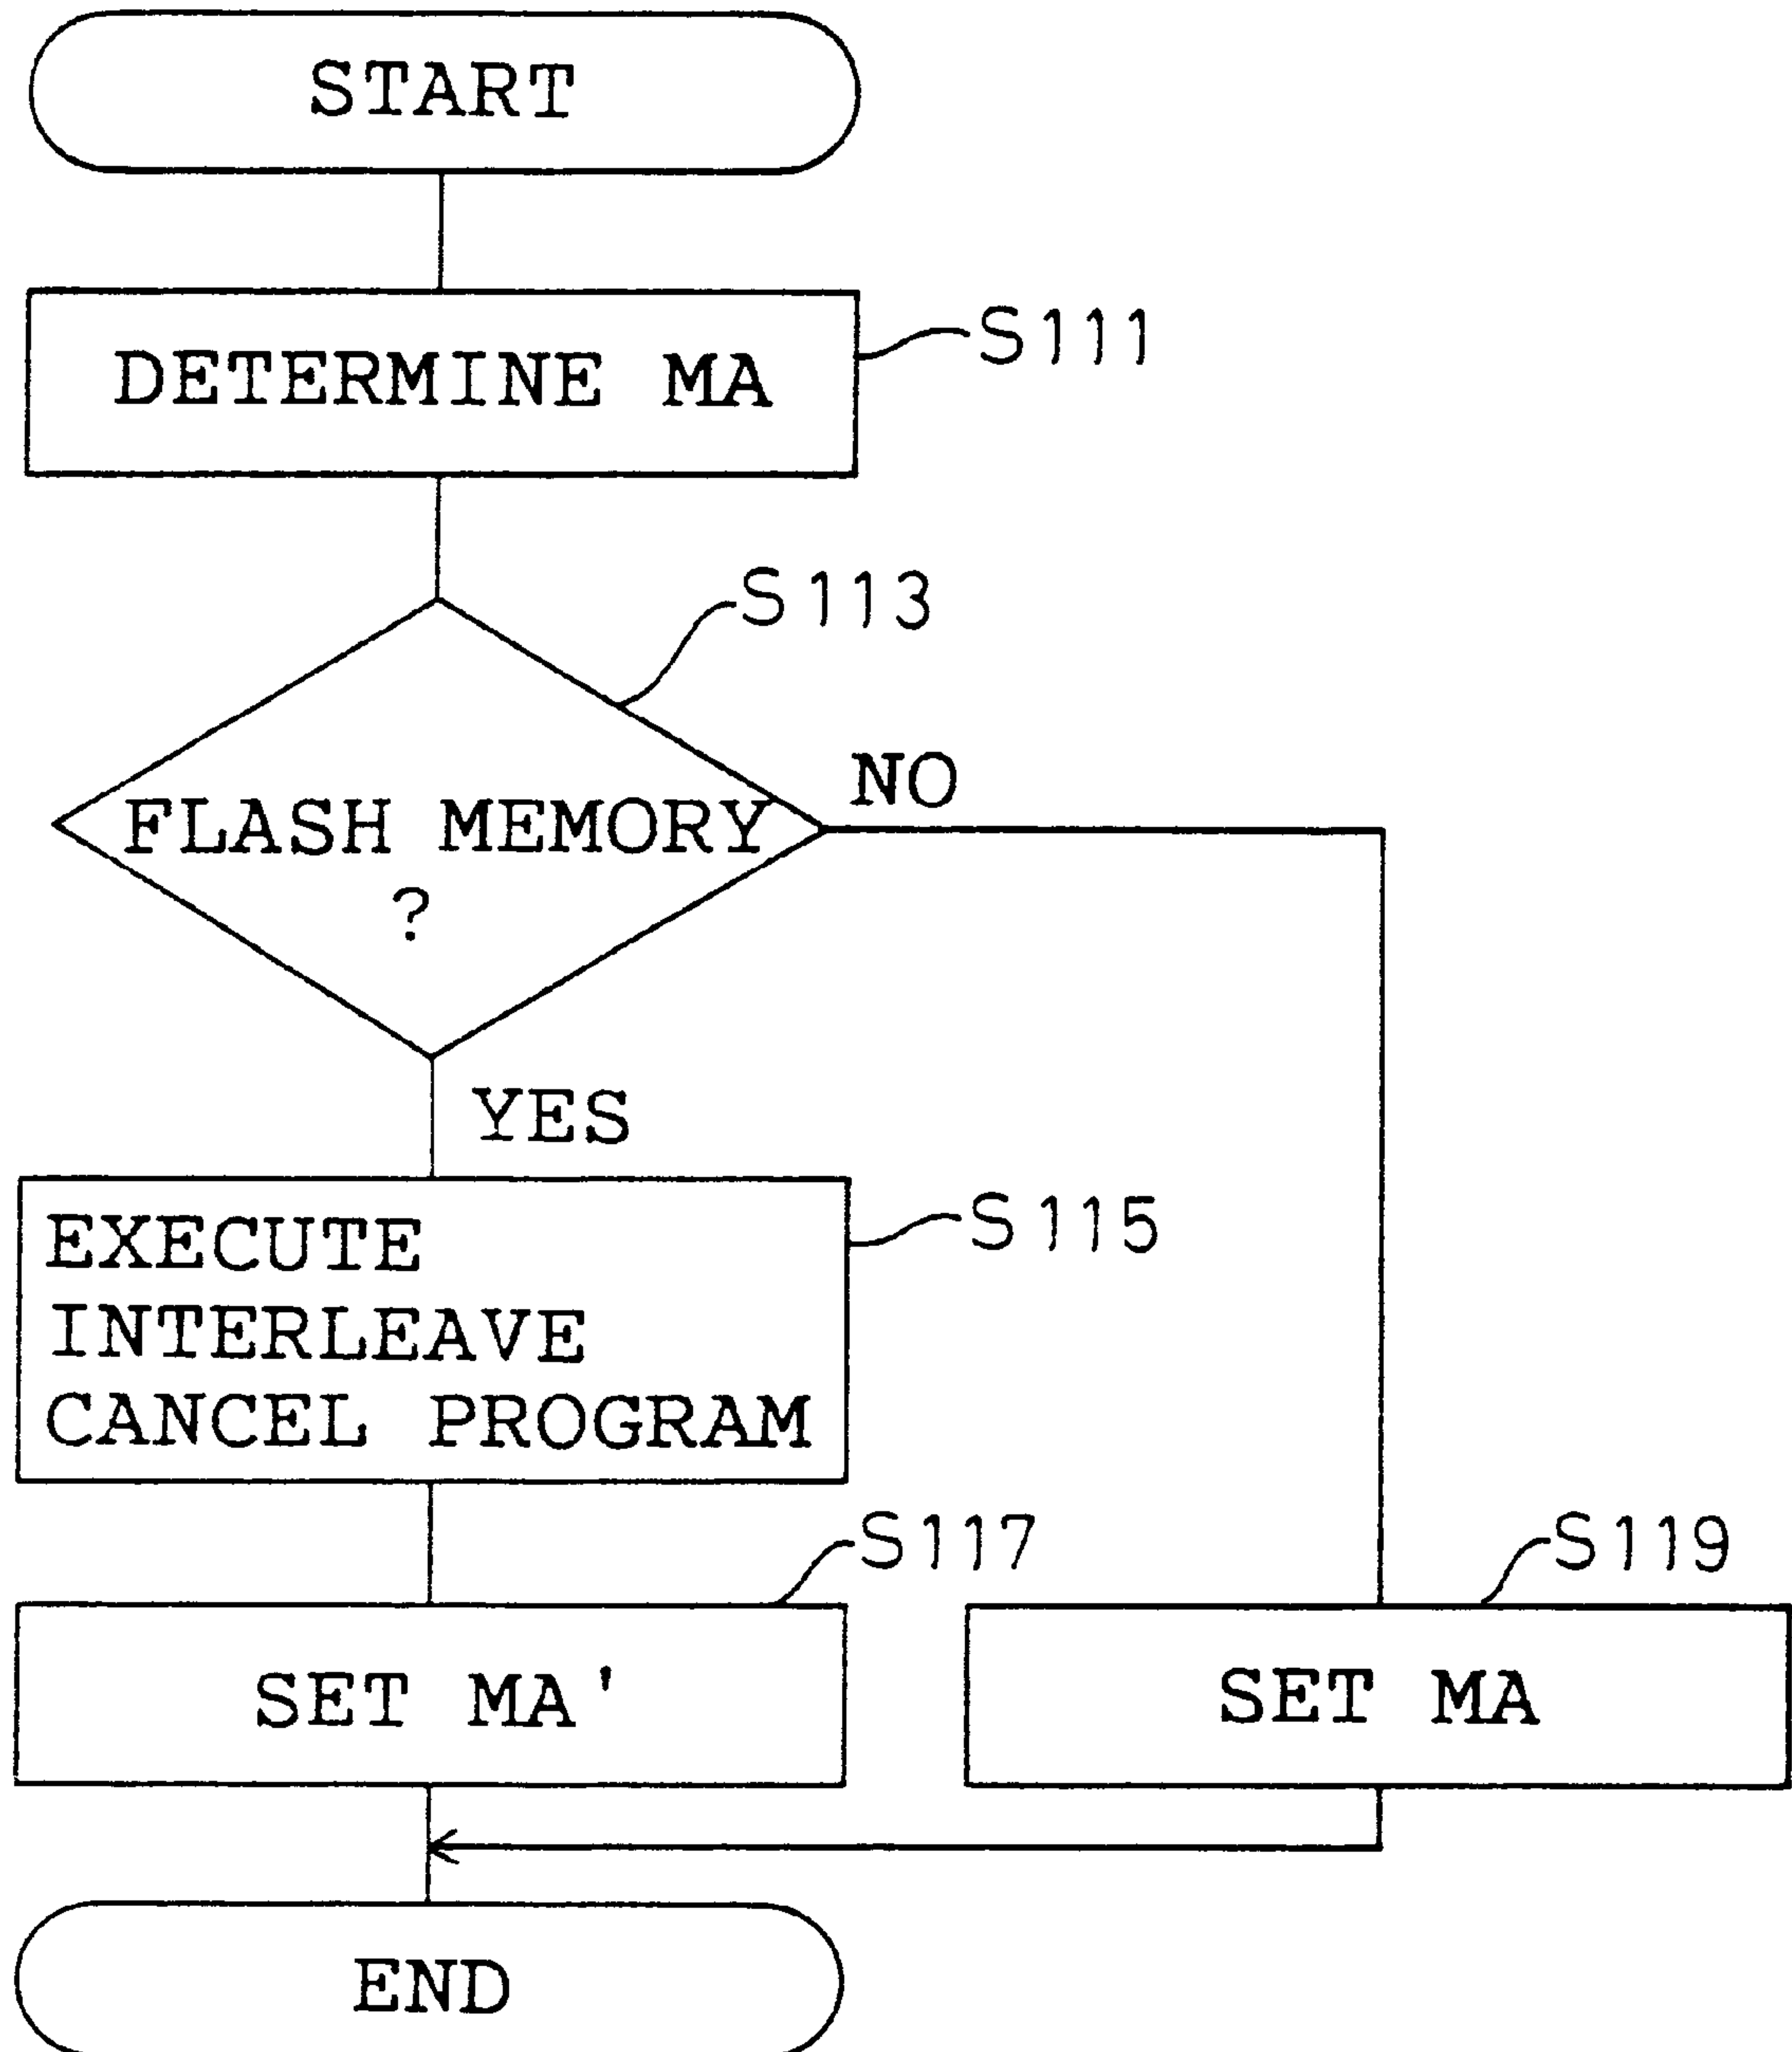 START
DETERMINE MA
S111
S113
FLASH MEMORY
?
NO
YES
EXECUTE
INTERLEAVE
CANCEL PROGRAM
S115
S117
SET MA'
S119
SET MA
END